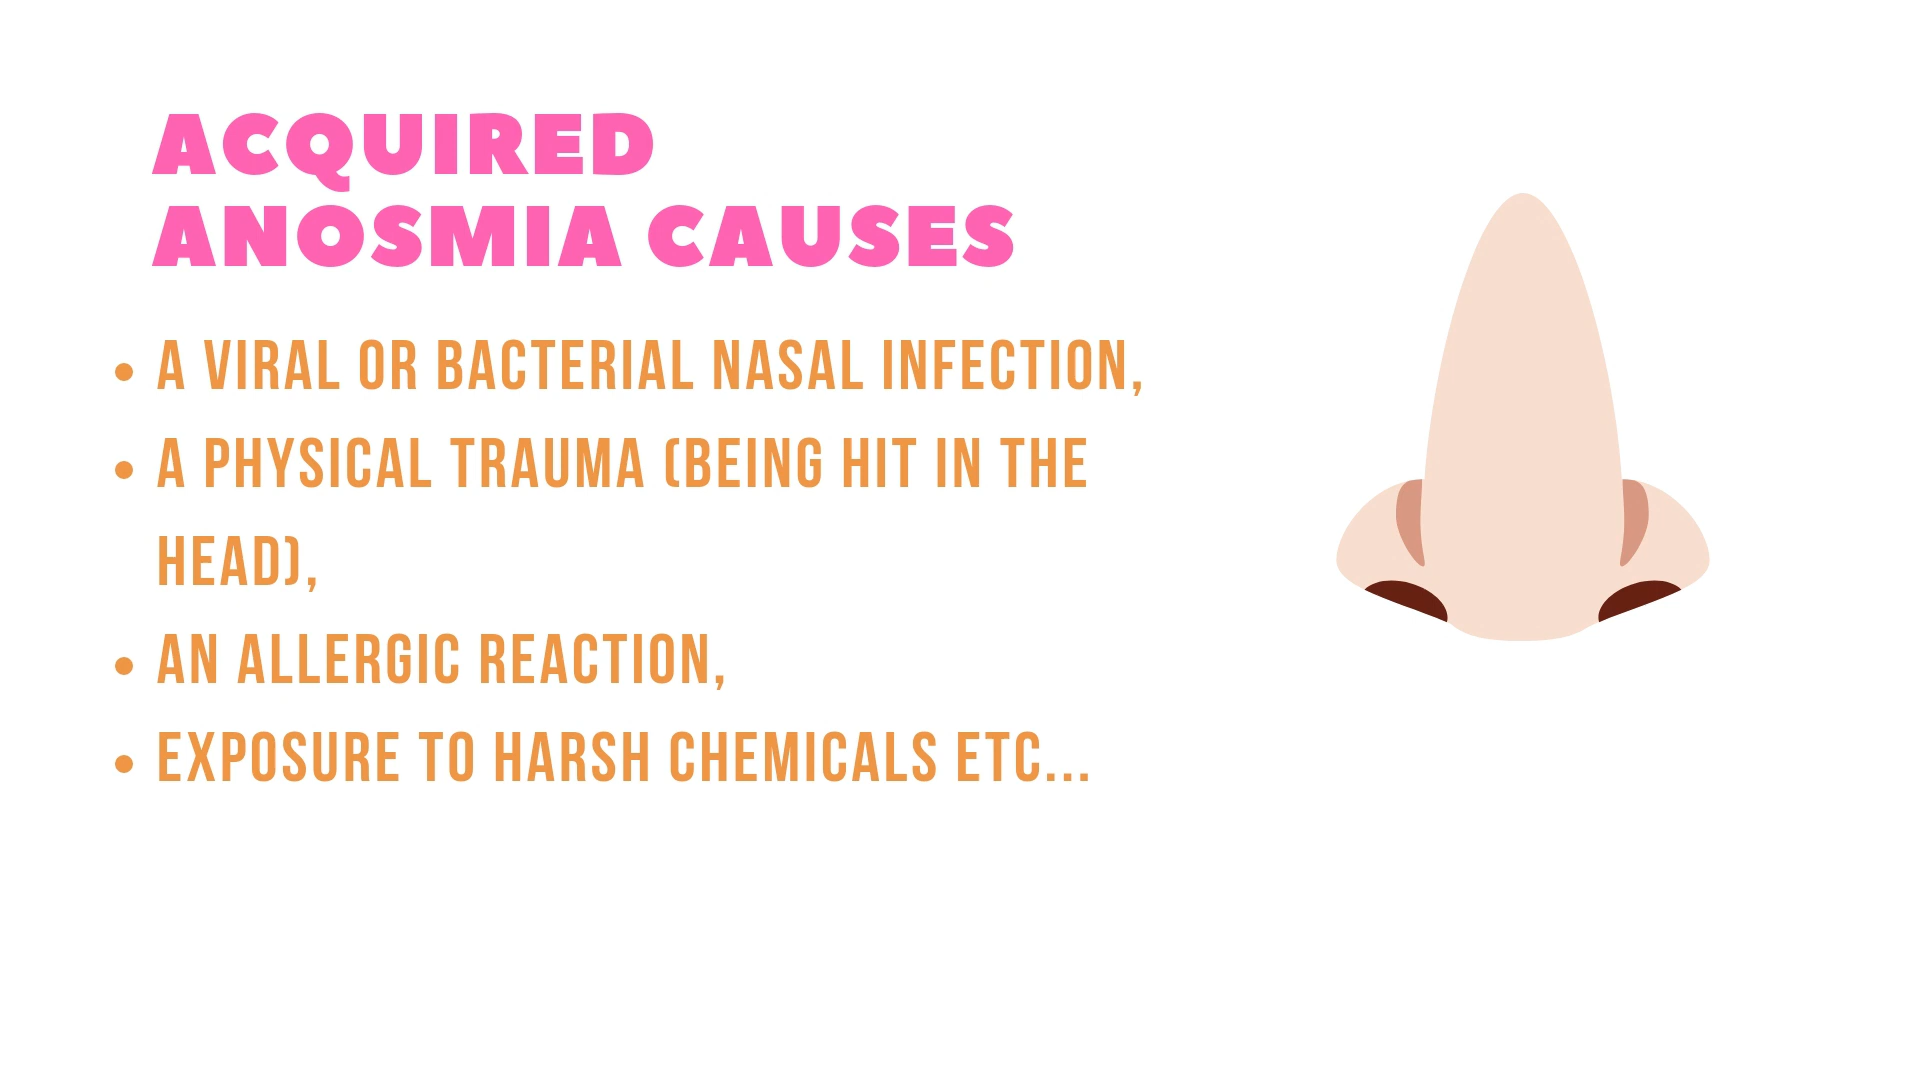 ACQUIRED
ANOSMIA CAUSES
• A VIRAL OR BACTERIAL NASAL INFECTION,
• A PHYSICAL TRAUMA (BEING HIT IN THE
HEAD),
• AN ALLERGIC REACTION,
• EXPOSURE TO HARSH CHEMICALS ETC...